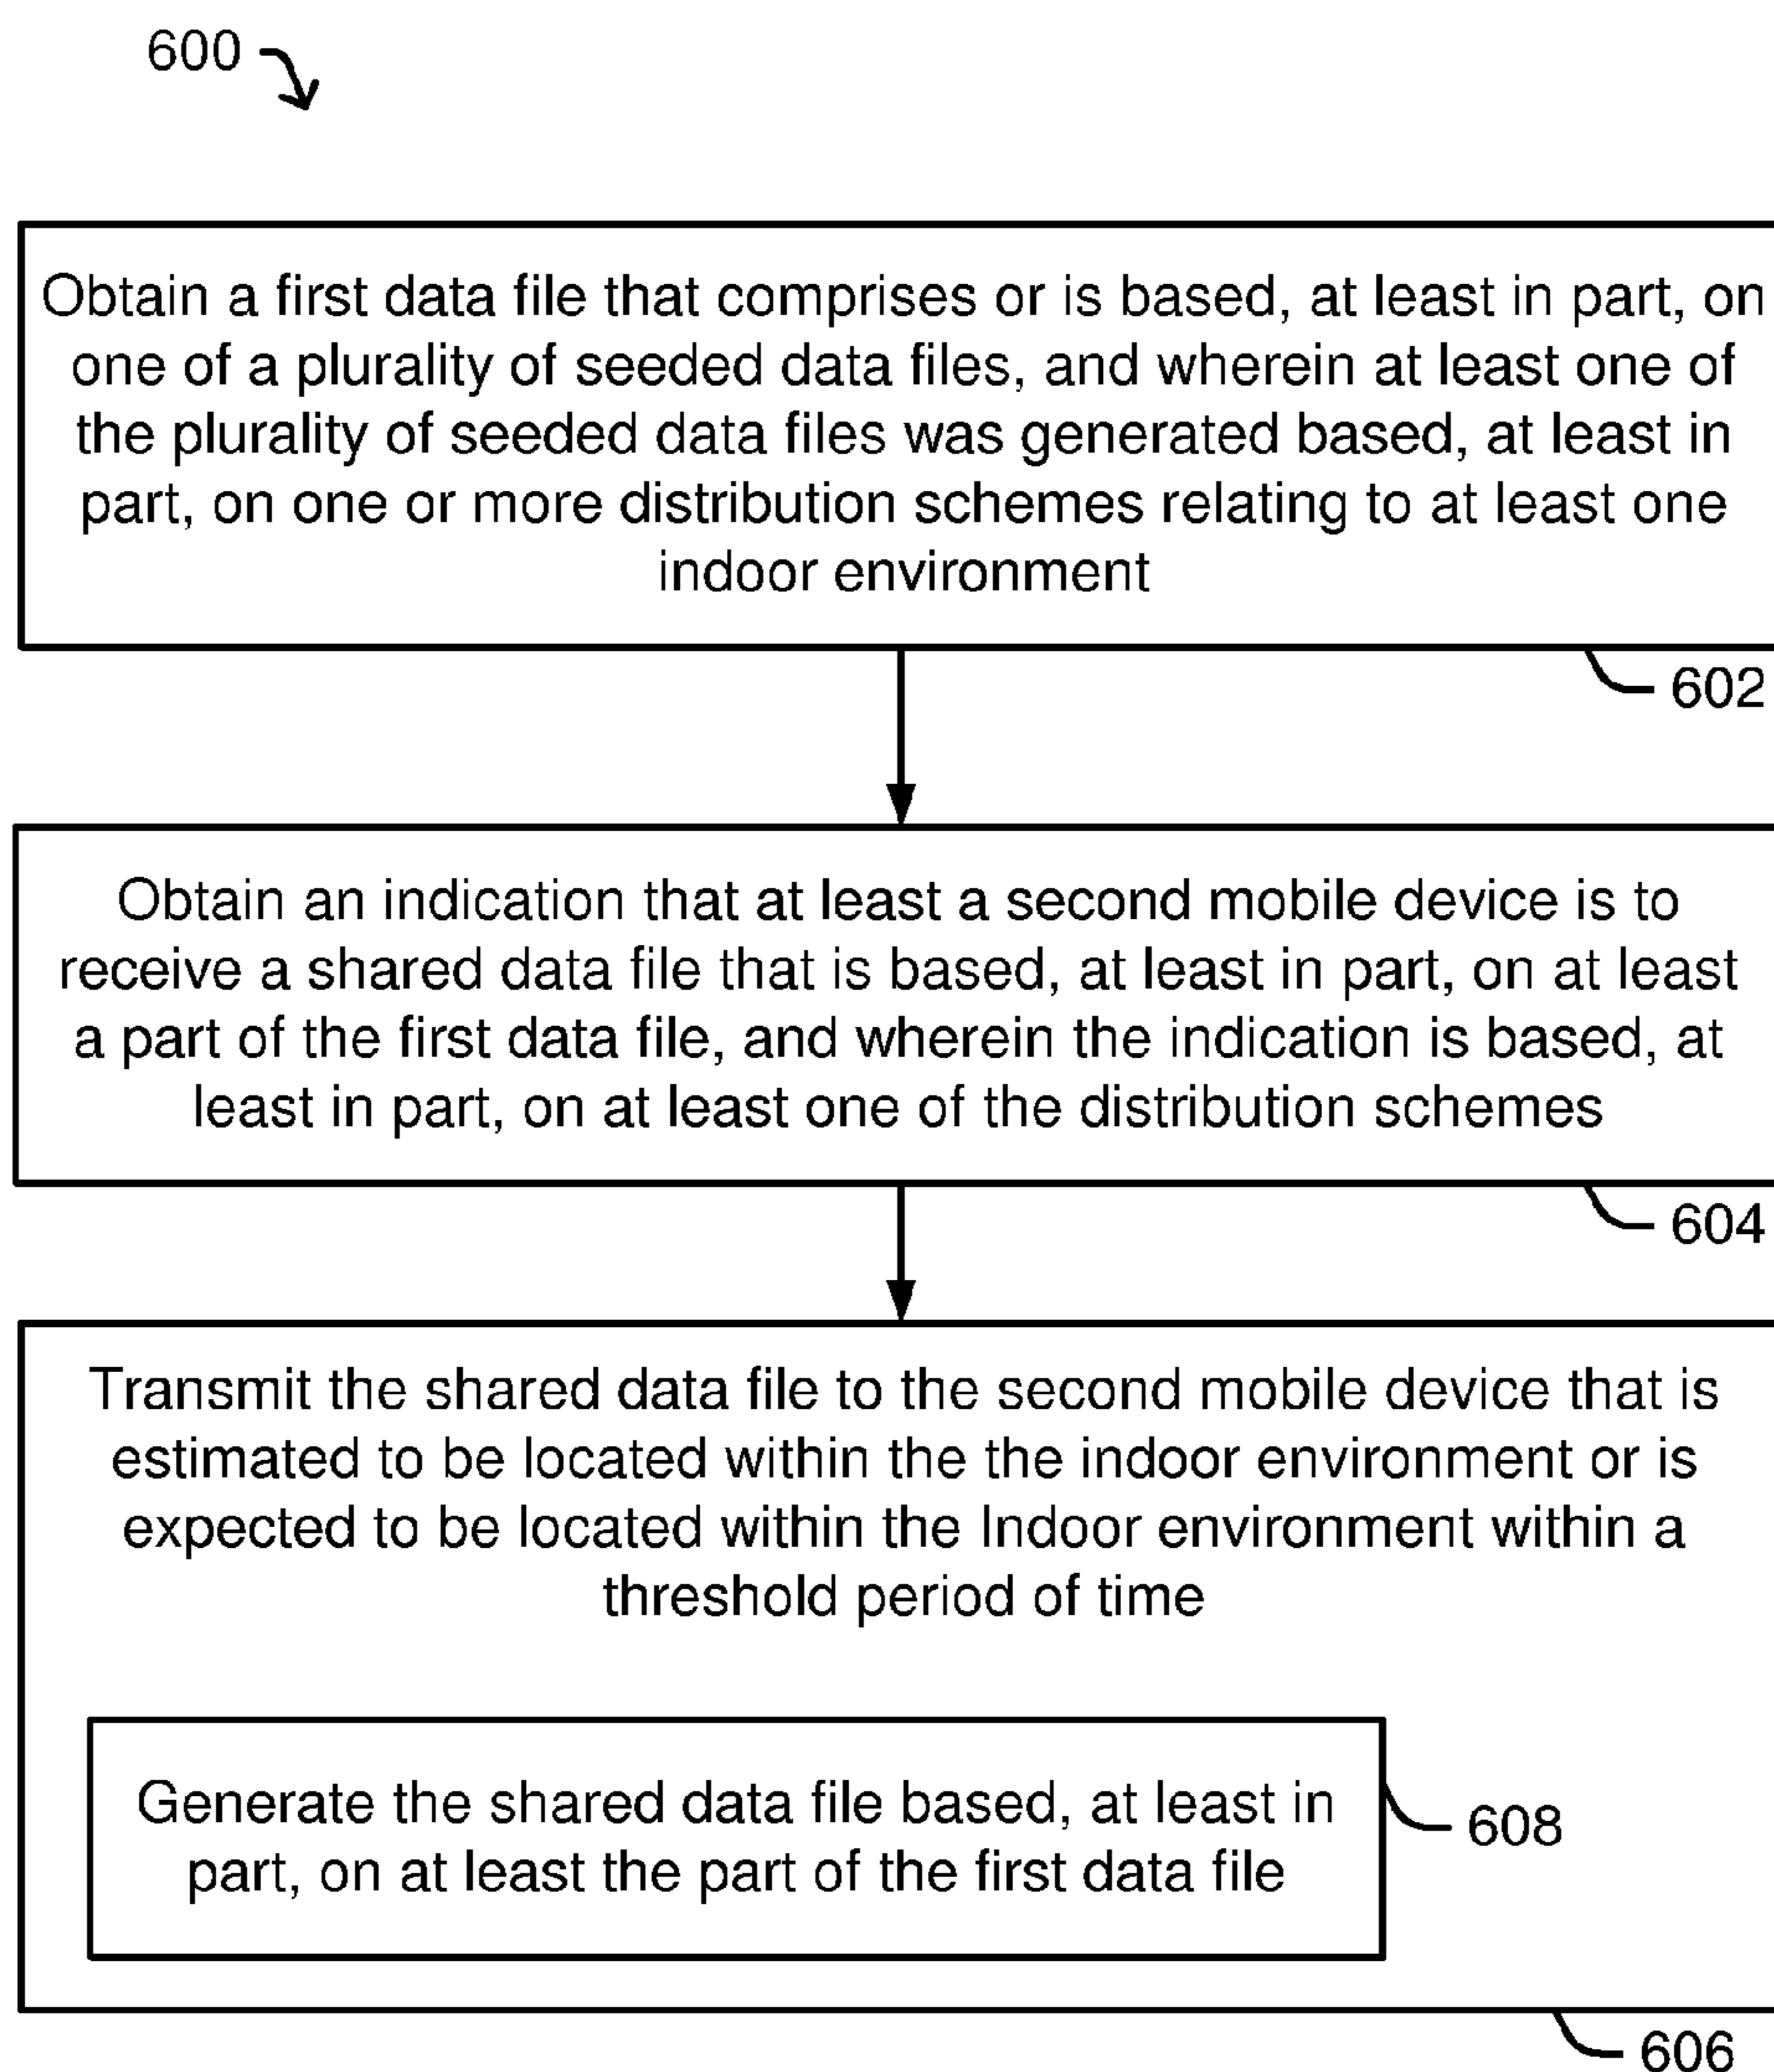 600
Obtain a first data file that comprises or is based, at least in part, on
one of a plurality of seeded data files, and wherein at least one of
the plurality of seeded data files was generated based, at least in
part, on one or more distribution schemes relating to at least one
indoor environment
602
Obtain an indication that at least a second mobile device is to
receive a shared data file that is based, at least in part, on at least
a part of the first data file, and wherein the indication is based, at
least in part, on at least one of the distribution schemes
604
Transmit the shared data file to the second mobile device that is
estimated to be located within the the indoor environment or is
expected to be located within the Indoor environment within a
threshold period of time
Generate the shared data file based, at least in
part, on at least the part of the first data file
608
606